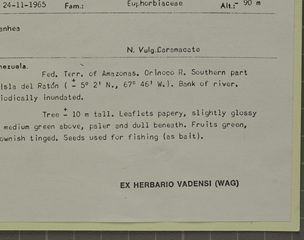 24-11-1965 Fam.: Euphorbiaceae Alt.: ~ 90 m
anhea
N. Vulg. Caramacate
nezuela.
Fed. Terr. of Amazonas. Orinoco R. Southern part
Isla del Ratón ( ± 5° 2' N., 67° 46' W.). Bank of river.
iodically inundated.
Tree ± 10 m tall. Leaflets papery, slightly glossy
medium green above, paler and dull beneath. Fruits green,
ownish tinged. Seeds used for fishing (as bait).
EX HERBARIO VADENSI (WAG)